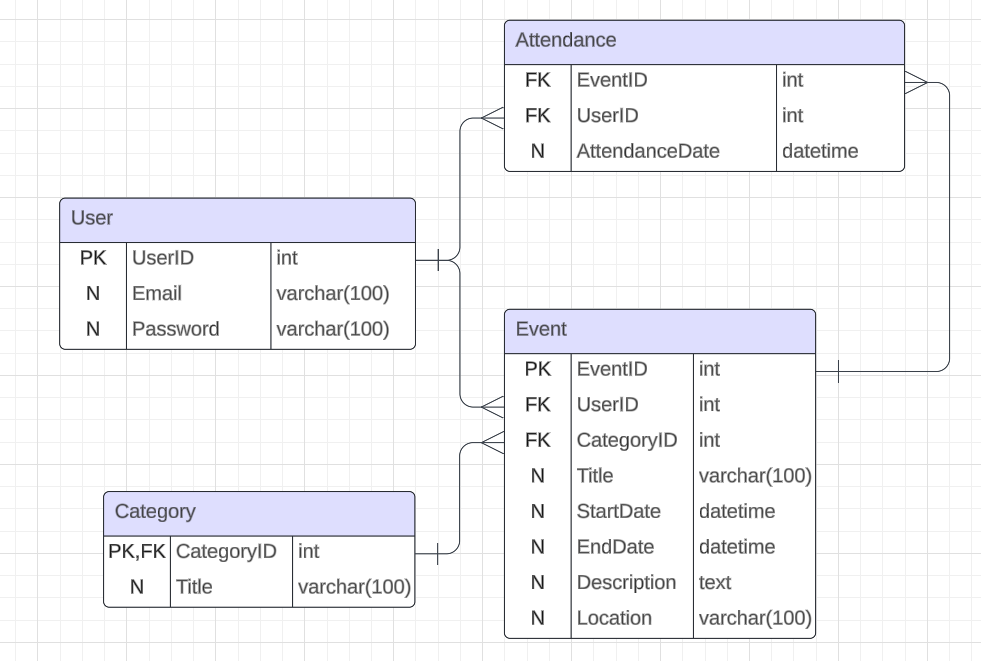 Attendance
FK EventID int
FK UserID int
N AttendanceDate datetime
User
PK UserID int
N Email varchar(100)
N Password varchar(100)
Event
PK EventID int
FK UserID int
FK CategoryID int
N Title varchar(100)
N StartDate datetime
N EndDate datetime
N Description text
N Location varchar(100)
Category
PK,FK CategoryID int
N Title varchar(100)